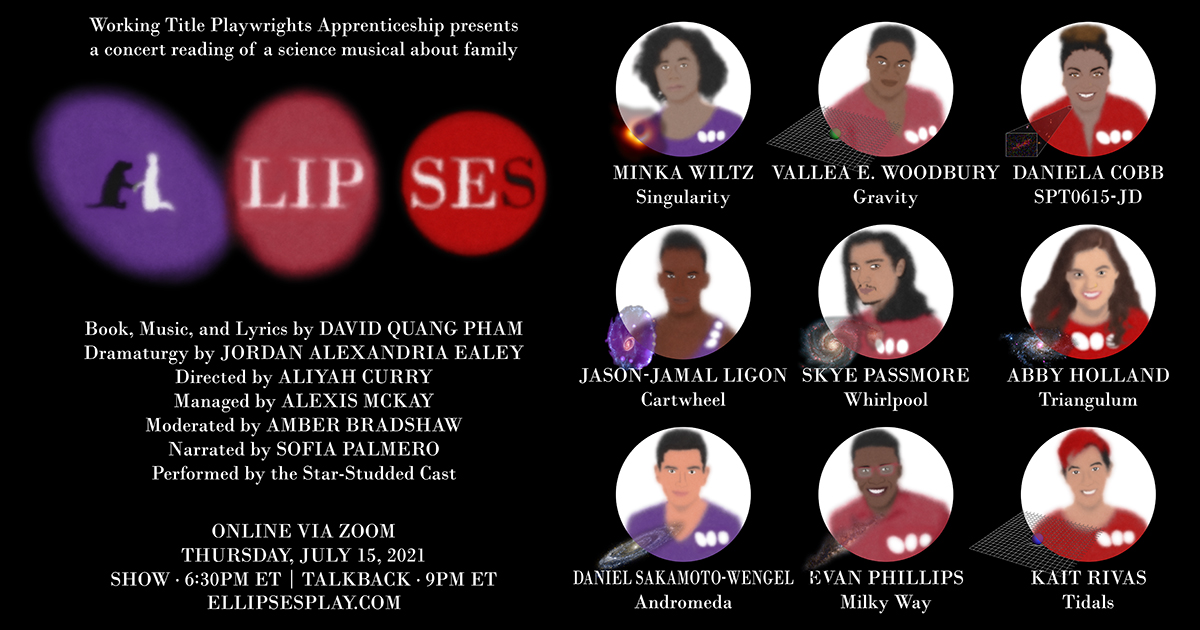 Working Title Playwrights Apprenticeship presents
a concert reading of a science musical about family
LIP
SES
Book, Music, and Lyrics by DAVID QUANG PHAM
Dramaturgy by JORDAN ALEXANDRIA EALEY
Directed by ALIYAH CURRY
Managed by ALEXIS MCKAY
Moderated by AMBER BRADSHAW
Narrated by SOFIA PALMERO
Performed by the Star-Studded Cast
ONLINE VIA ZOOM
THURSDAY, JULY 15, 2021
SHOW · 6:30PM ET | TALKBACK · 9PM ET
ELLIPSESPLAY.COM
MINKA WILTZ
Singularity
VALLEA E. WOODBURY
Gravity
DANIELA COBB
SPT0615-JD
JASON-JAMAL LIGON
Cartwheel
SKYE PASSMORE
Whirlpool
ABBY HOLLAND
Triangulum
DANIEL SAKAMOTO-WENGEL
Andromeda
EVAN PHILLIPS
Milky Way
KAIT RIVAS
Tidals